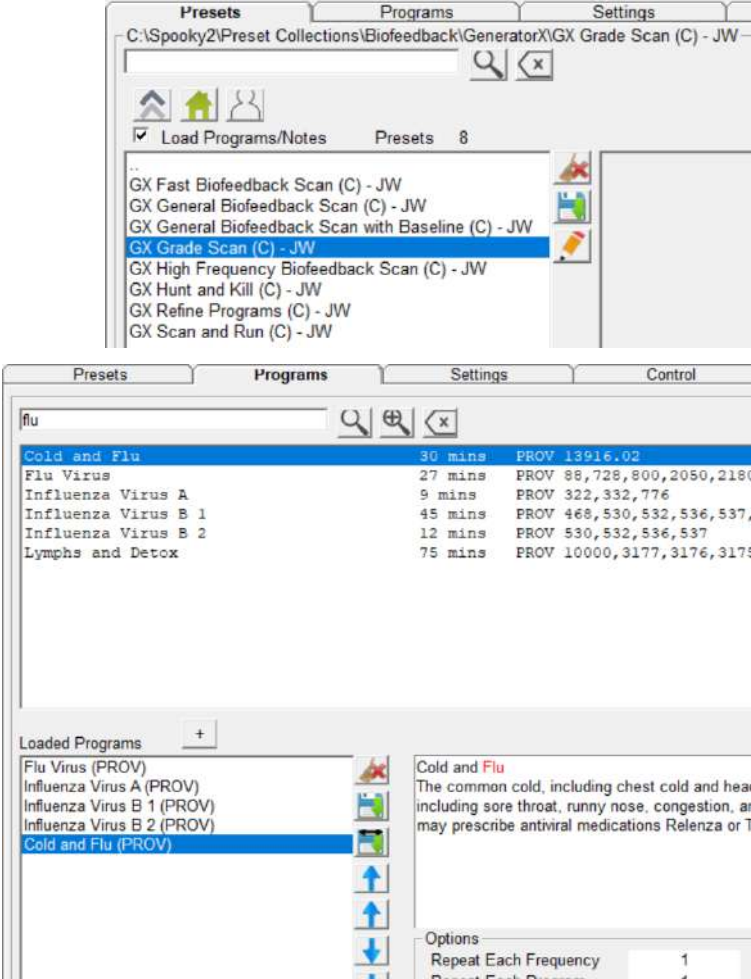 Presets Programs Settings
C:\Spooky2\Preset Collections\Biofeedback\GeneratorX\GX Grade Scan (C) - JW
Load Programs/Notes Presets 8
..
GX Fast Biofeedback Scan (C) - JW
GX General Biofeedback Scan (C) - JW
GX General Biofeedback Scan with Baseline (C) - JW
GX Grade Scan (C) - JW
GX High Frequency Biofeedback Scan (C) - JW
GX Hunt and Kill (C) - JW
GX Refine Programs (C) - JW
GX Scan and Run (C) - JW
Presets Programs Settings Control
flu
Cold and Flu 30 mins PROV 13916.02
Flu Virus 27 mins PROV 88,728,800,2050,2180
Influenza Virus A 9 mins PROV 322,332,776
Influenza Virus B 1 45 mins PROV 468,530,532,536,537,
Influenza Virus B 2 12 mins PROV 530,532,536,537
Lymphs and Detox 75 mins PROV 10000,3177,3176,3175
Loaded Programs +
Flu Virus (PROV)
Influenza Virus A (PROV)
Influenza Virus B 1 (PROV)
Influenza Virus B 2 (PROV)
Cold and Flu (PROV)
Cold and Flu
The common cold, including chest cold and
including sore throat, runny nose, congestion,
may prescribe antiviral medications Relenza or
Options
Repeat Each Frequency 1